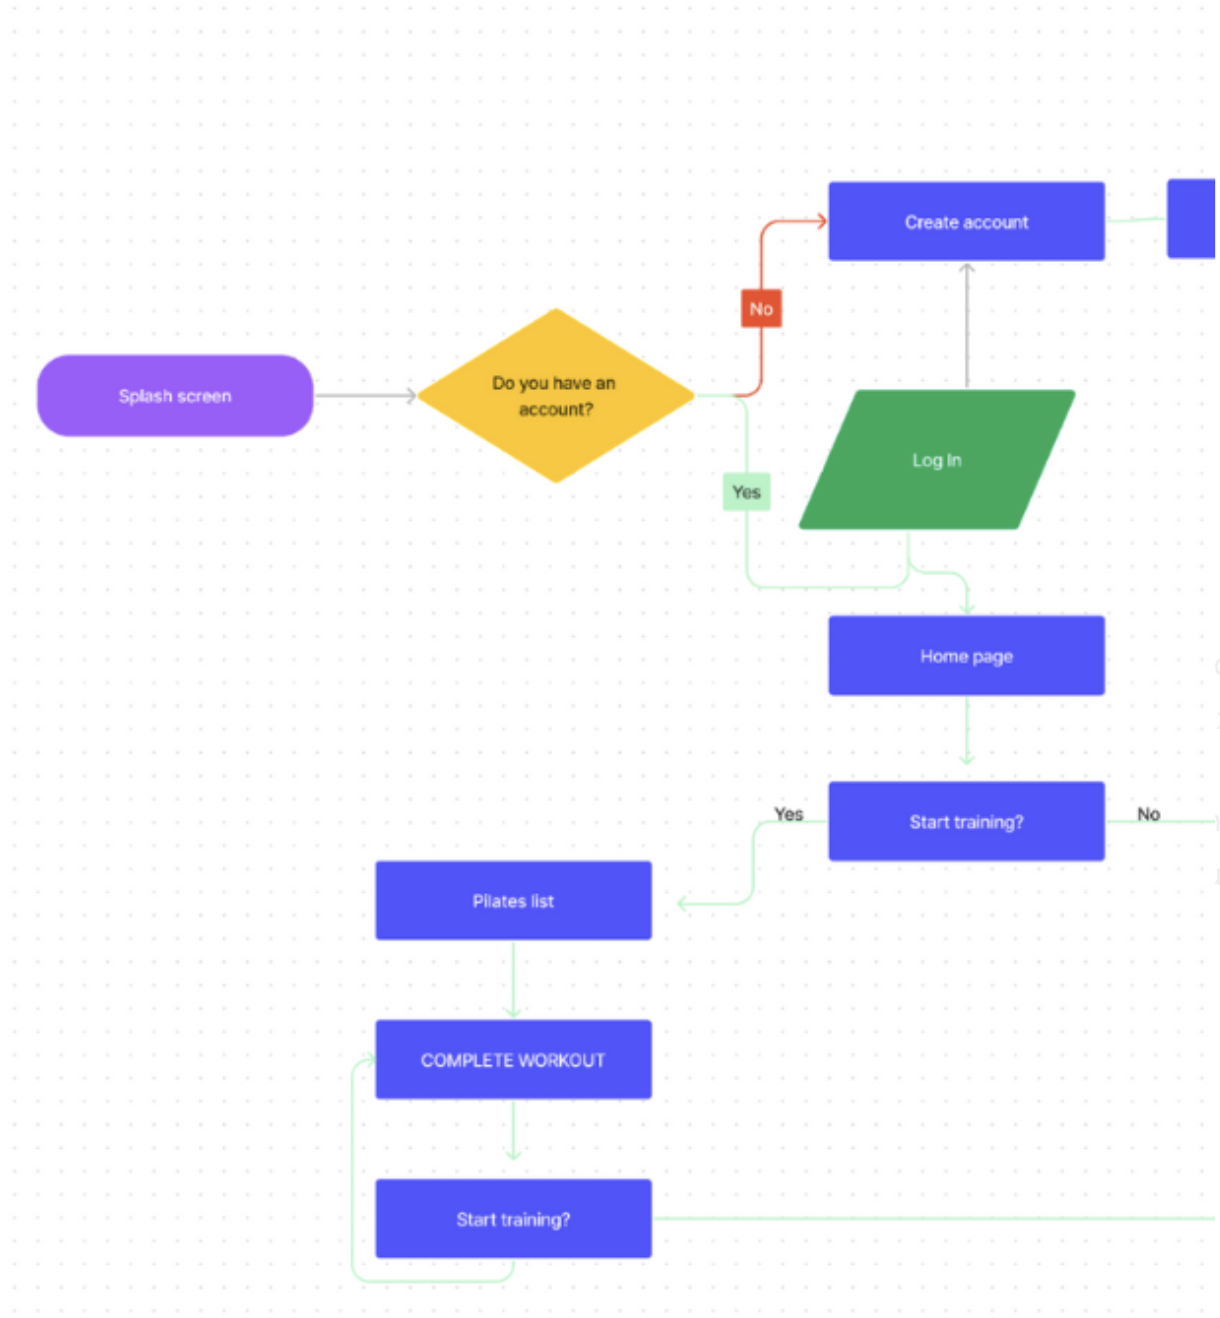 Create account
No
Splash screen
Do you have an
account?
Log In
Yes
Home page
Yes
Start training?
No
Pilates list
COMPLETE WORKOUT
Start training?